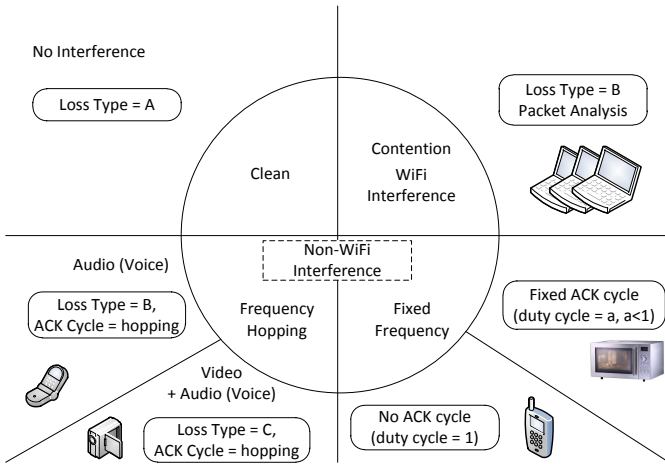 No Interference
Loss Type = A
Clean
Contention
WiFi
Interference
Loss Type = B
Packet Analysis
Non-WiFi
Interference
Audio (Voice)
Loss Type = B,
ACK Cycle = hopping
Frequency
Hopping
Fixed
Frequency
Fixed ACK cycle
(duty cycle = a, a<1)
Video
+ Audio (Voice)
Loss Type = C,
ACK Cycle = hopping
No ACK cycle
(duty cycle = 1)